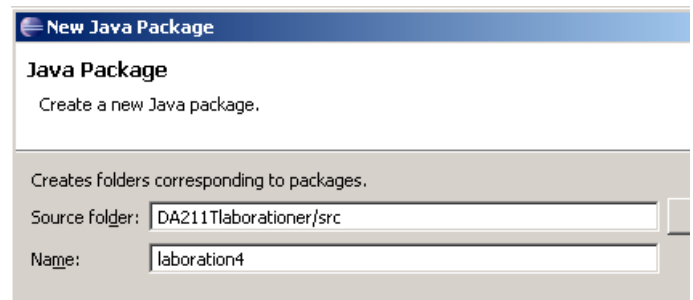 New Java Package
Java Package
Create a new Java package.
Creates folders corresponding to packages.
Source folder: DA211Tlaborationer/src
Name: laboration4